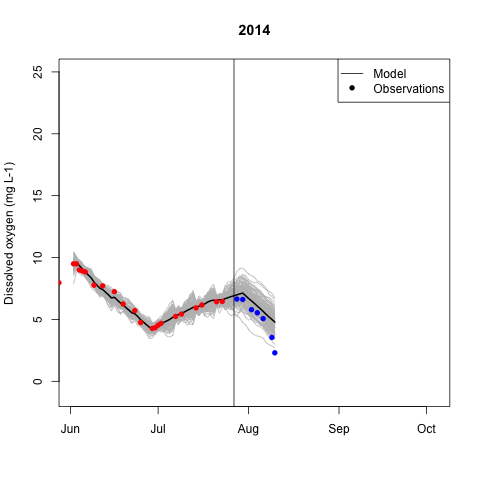 2014
Model
Observations
Dissolved oxygen (mg L-1)
25
20
15
10
5
0
Jun
Jul
Aug
Sep
Oct